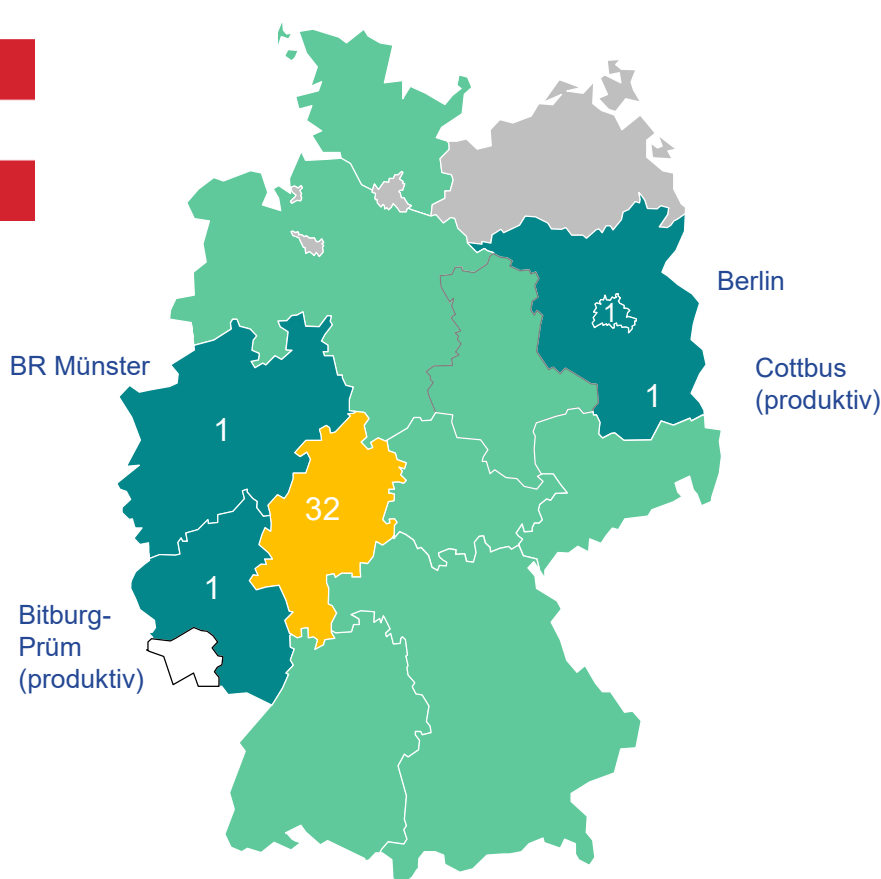 Berlin
1
BR Münster
Cottbus
(produktiv)
1
1
32
1
Bitburg-
Prüm
(produktiv)